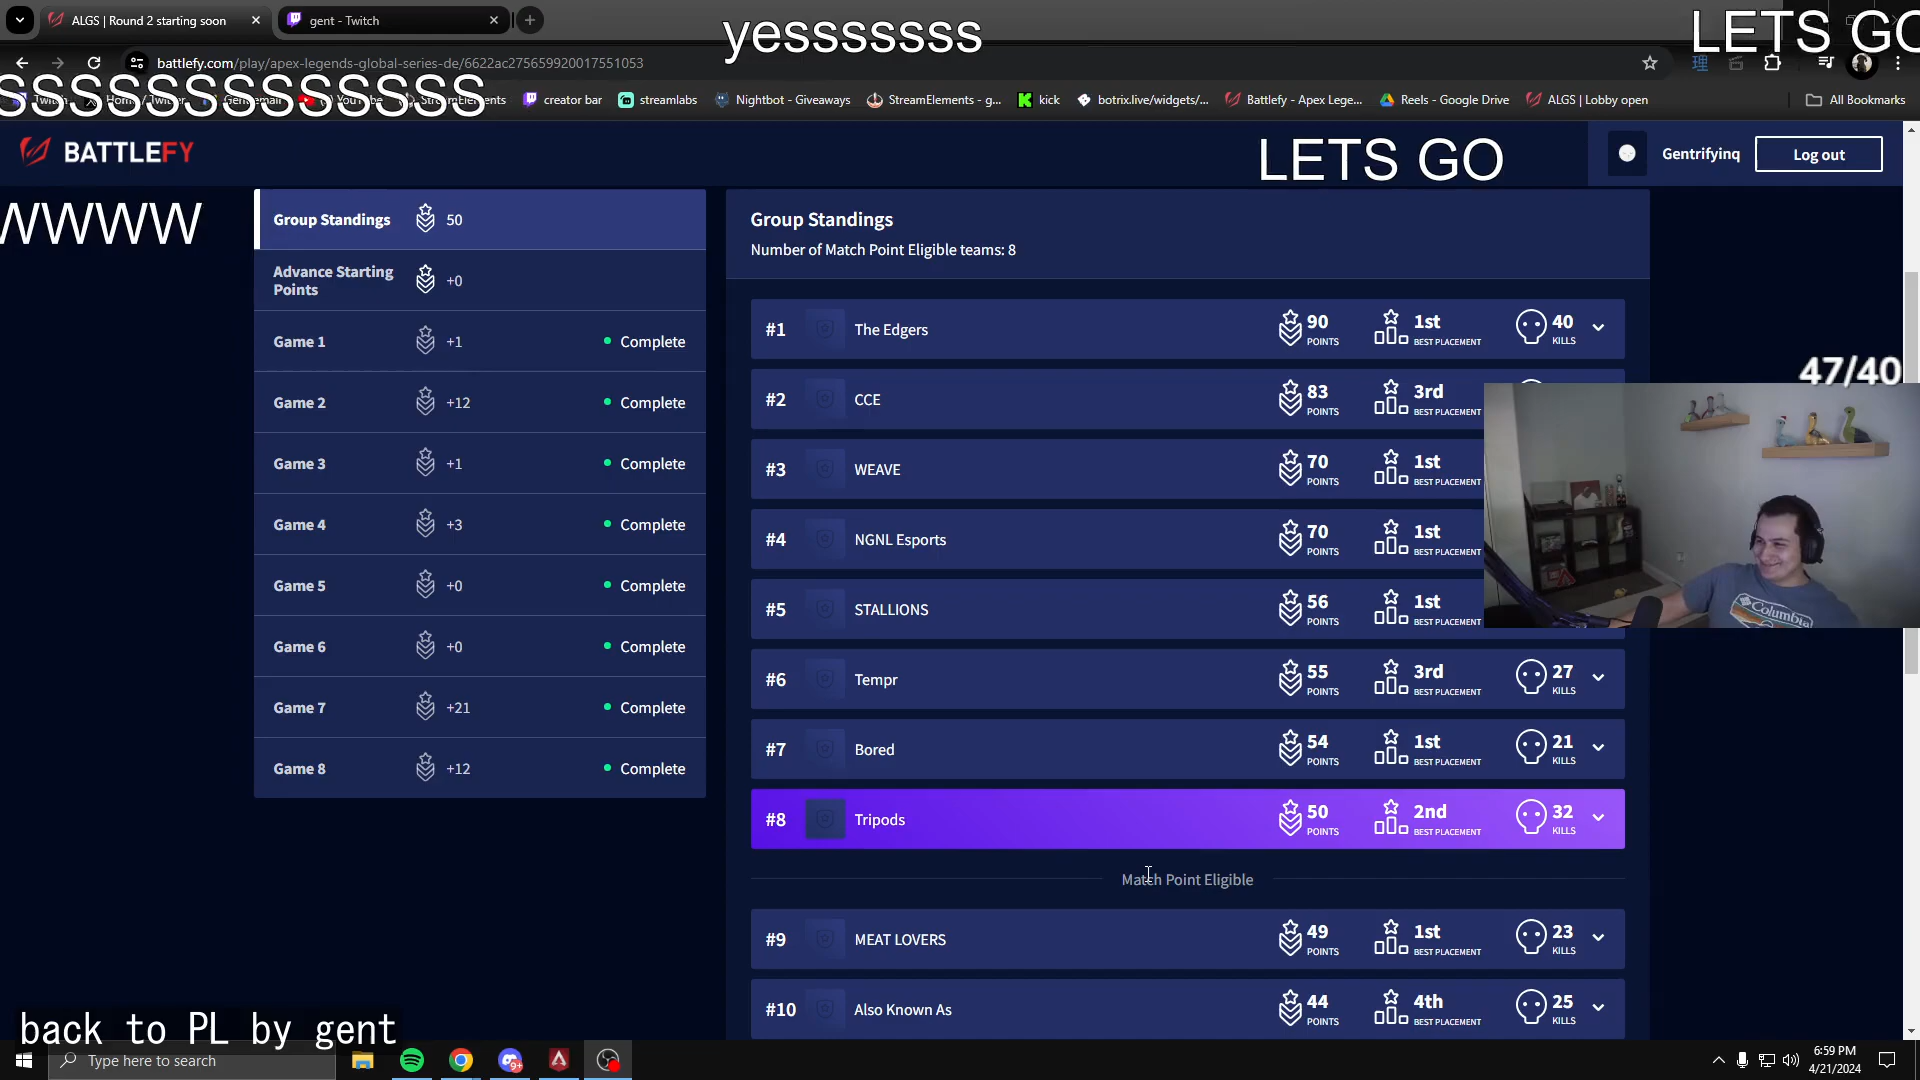 ALGS | Round 2 starting soon
gent - Twitch
yesssssss
LETS GO
battlefy.com/play/apex-legends-global-series-de/6622ac275659920017551053
sssssssssssss
YouTube
StreamElements
creator bar
streamlabs
Nightbot - Giveaways
StreamElements - g...
kick
botrix.live/widgets/...
Battlefy - Apex Lege...
Reels - Google Drive
ALGS | Lobby open
All Bookmarks
BATTLEFY
LETS GO
Gentrifyinq
Log out
WWWW
Group Standings 50
Advance Starting
Points
+0
Game 1 +1 Complete
Game 2 +12 Complete
Game 3 +1 Complete
Game 4 +3 Complete
Game 5 +0 Complete
Game 6 +0 Complete
Game 7 +21 Complete
Game 8 +12 Complete
Group Standings
Number of Match Point Eligible teams: 8
#1 The Edgers 90 POINTS 1st BEST PLACEMENT 40 KILLS
47/40
#2 CCE 83 POINTS 3rd BEST PLACEMENT
#3 WEAVE 70 POINTS 1st BEST PLACEMENT
#4 NGNL Esports 70 POINTS 1st BEST PLACEMENT
#5 STALLIONS 56 POINTS 1st BEST PLACEMENT
Columbia
#6 Tempr 55 POINTS 3rd BEST PLACEMENT 27 KILLS
#7 Bored 54 POINTS 1st BEST PLACEMENT 21 KILLS
#8 Tripods 50 POINTS 2nd BEST PLACEMENT 32 KILLS
Match Point Eligible
#9 MEAT LOVERS 49 POINTS 1st BEST PLACEMENT 23 KILLS
#10 Also Known As 44 POINTS 4th BEST PLACEMENT 25 KILLS
back to PL by gent
Type here to search
6:59 PM
4/21/2024